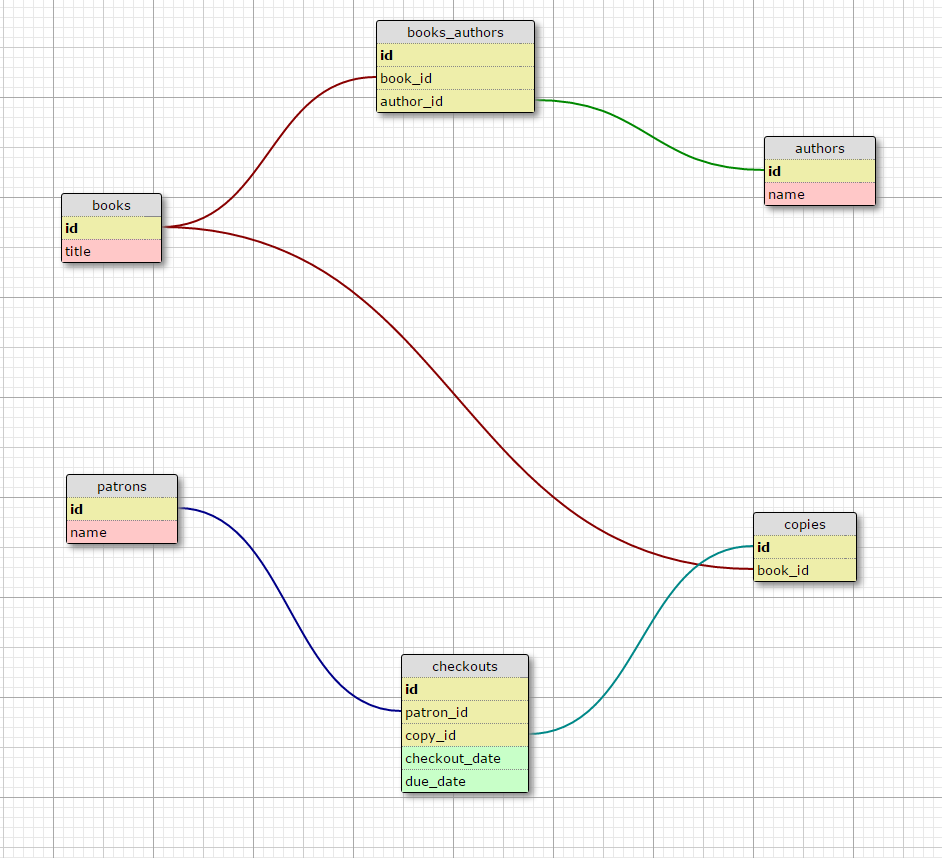 books_authors
id
book_id
author_id
authors
id
name
books
id
title
patrons
id
name
copies
id
book_id
checkouts
id
patron_id
copy_id
checkout_date
due_date